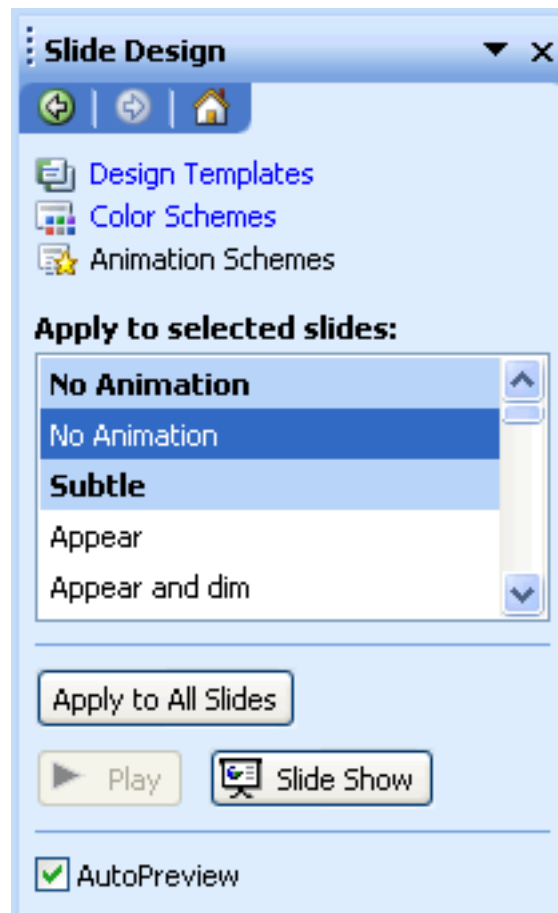 Slide Design
Design Templates
Color Schemes
Animation Schemes
Apply to selected slides:
No Animation
No Animation
Subtle
Appear
Appear and dim
Apply to All Slides
Play
Slide Show
AutoPreview